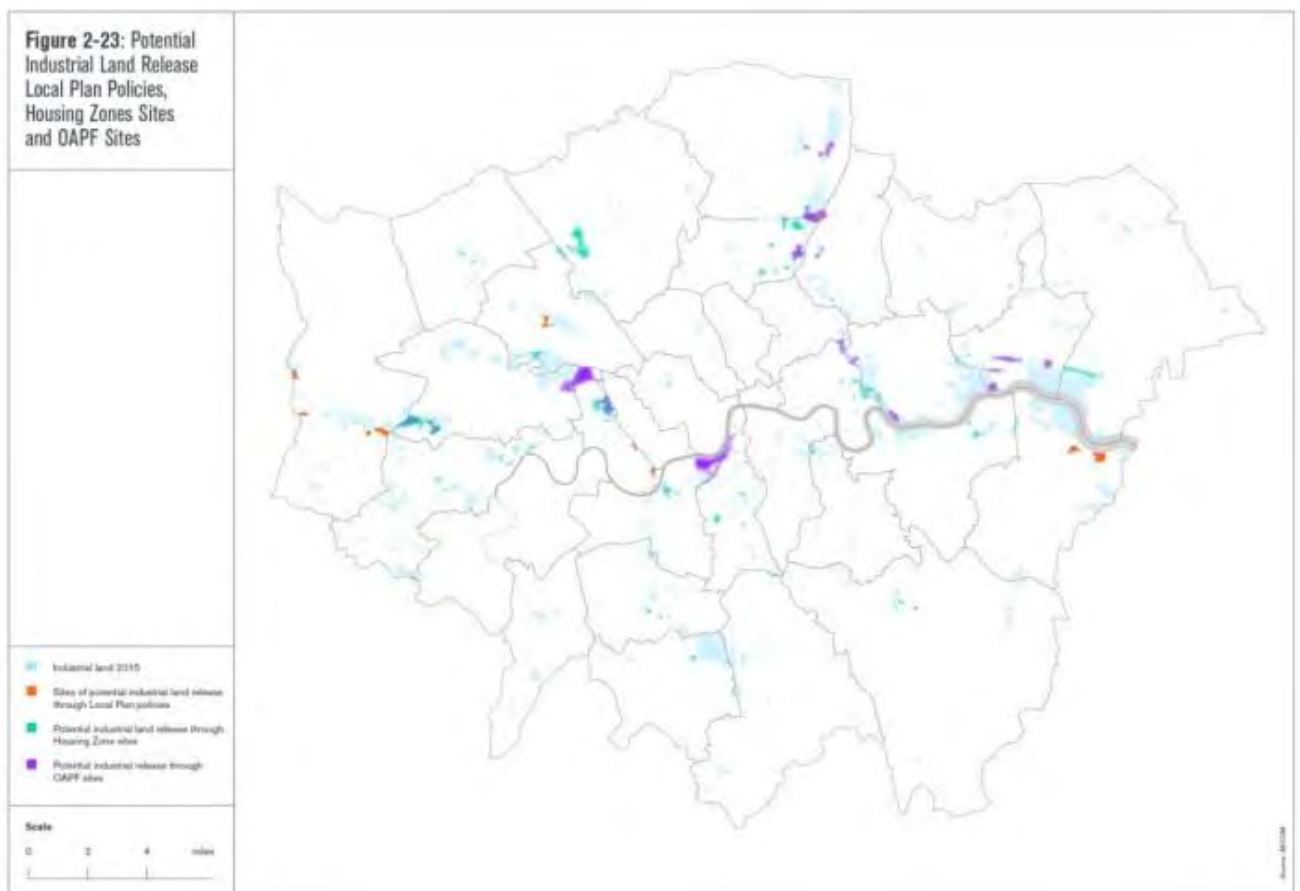 Figure 2-23: Potential
Industrial Land Release
Local Plan Policies,
Housing Zones Sites
and OAPF Sites
Industrial land 2015
Sites of potential industrial land release
through Local Plan policies
Potential industrial land release through
Housing Zone sites
Potential industrial release through
OAPF sites
Scale
0 2 4 miles
Source: AECOM